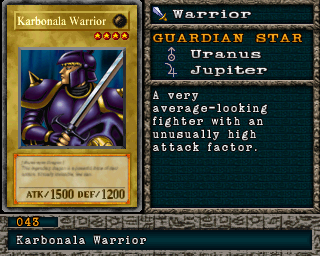 Karbonala Warrior
ATK/1500 DEF/1200
Warrior
GUARDIAN STAR
Uranus
Jupiter
A very
average-looking
fighter with an
unusually high
attack factor.
043
Karbonala Warrior